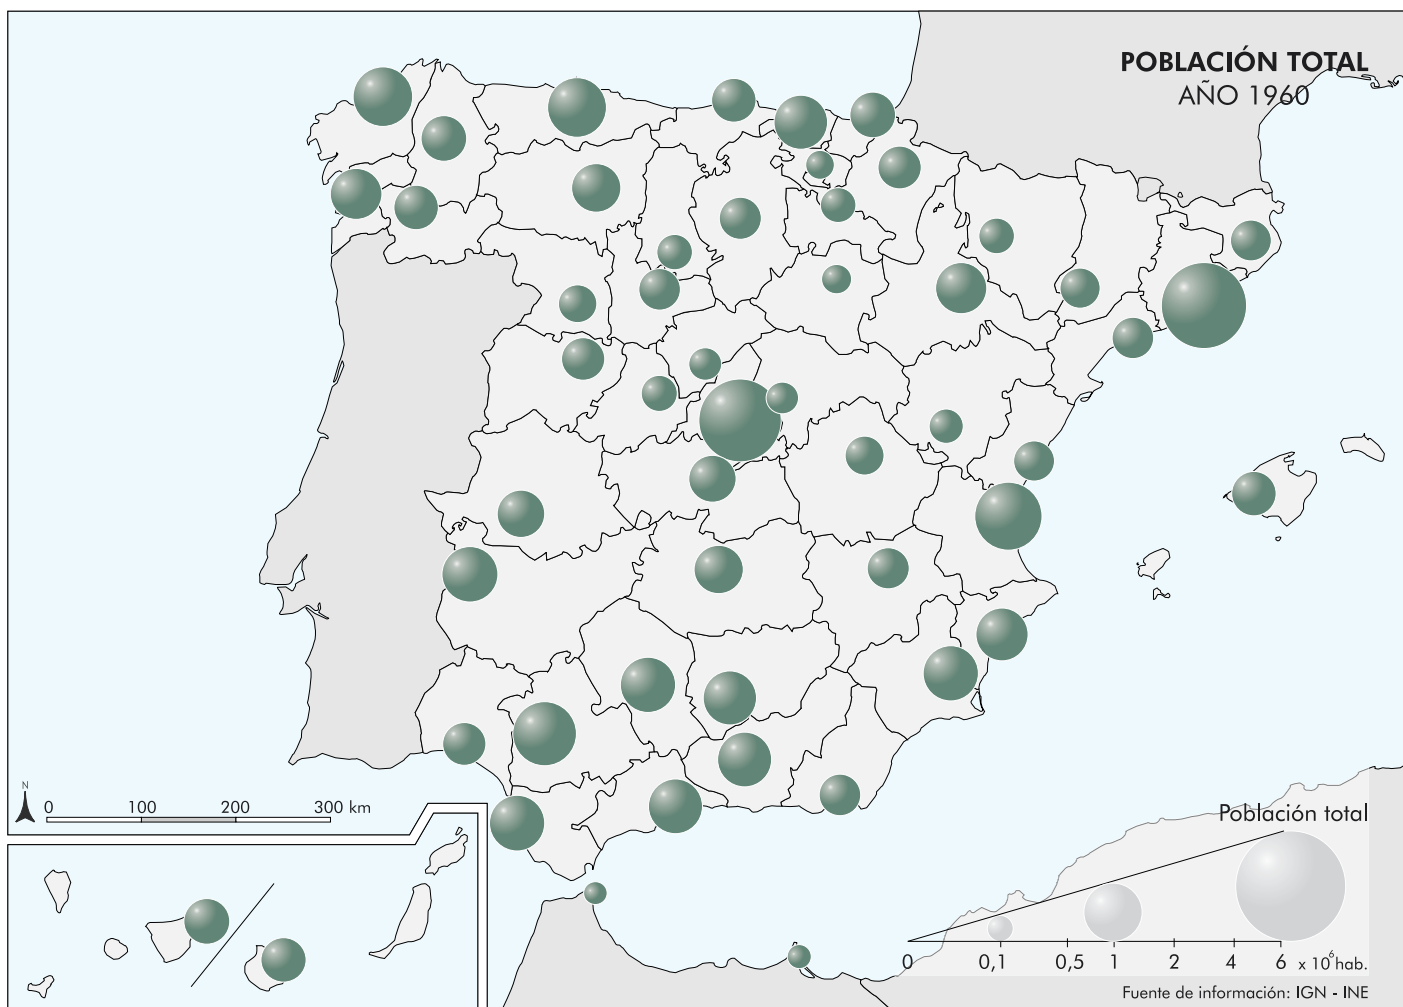 POBLACIÓN TOTAL
AÑO 1960
N
0 100 200 300 km
Población total
0 0,1 0,5 1 2 4 6 x 10⁶ hab.
Fuente de información: IGN - INE